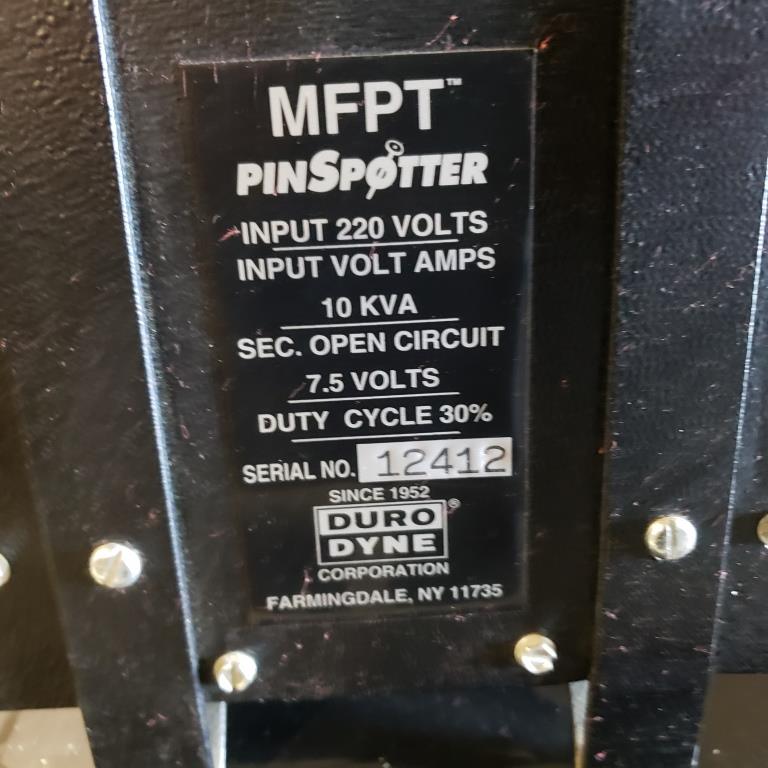 MFPT™
PINSPOTTER
INPUT 220 VOLTS
INPUT VOLT AMPS
10 KVA
SEC. OPEN CIRCUIT
7.5 VOLTS
DUTY CYCLE 30%
SERIAL NO. 12412
SINCE 1952
DURO ®
DYNE
CORPORATION
FARMINGDALE, NY 11735